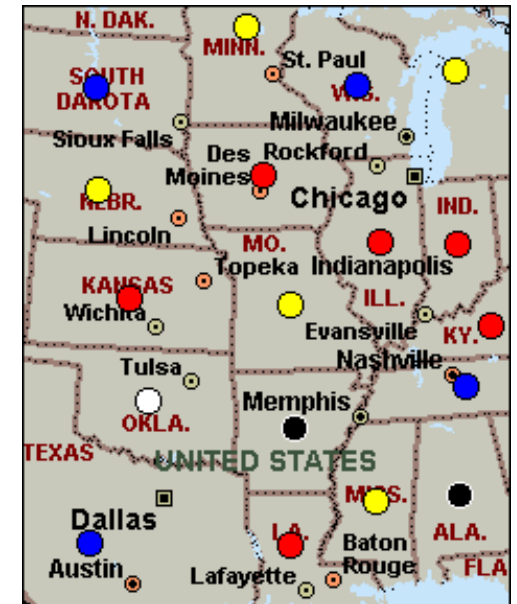 N. DAK.
MINN.
St. Paul
SOUTH
DAKOTA
WIS.
Milwaukee
Sioux Falls
Des
Moines
Rockford
Chicago
NEBR.
IND.
Lincoln
MO.
Topeka
Indianapolis
KANSAS
ILL.
Wichita
Evansville
KY.
Nashville
Tulsa
Memphis
OKLA.
TEXAS
UNITED STATES
MISS.
Dallas
ALA.
LA.
Baton
Rouge
Austin
Lafayette
FLA